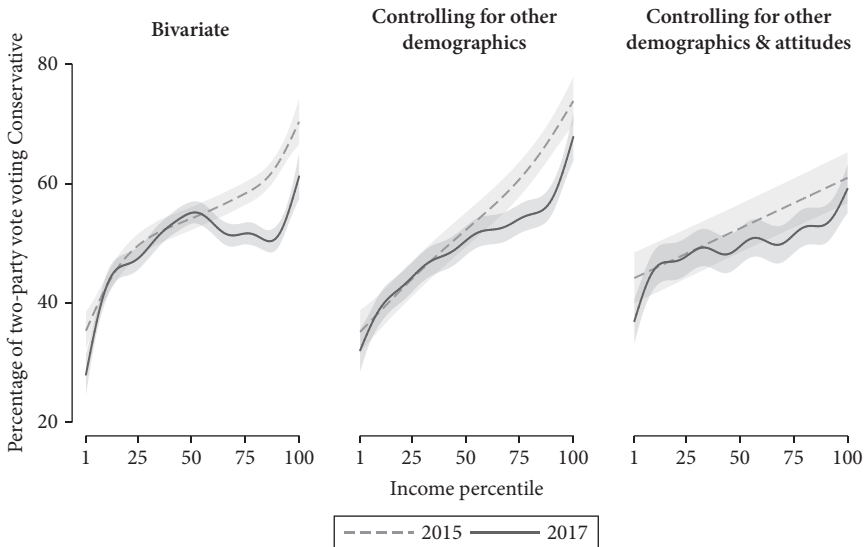 Bivariate
Controlling for other
demographics
Controlling for other
demographics & attitudes
Percentage of two-party vote voting Conservative
80
60
40
20
1 25 50 75 100
1 25 50 75 100
1 25 50 75 100
Income percentile
2015 2017